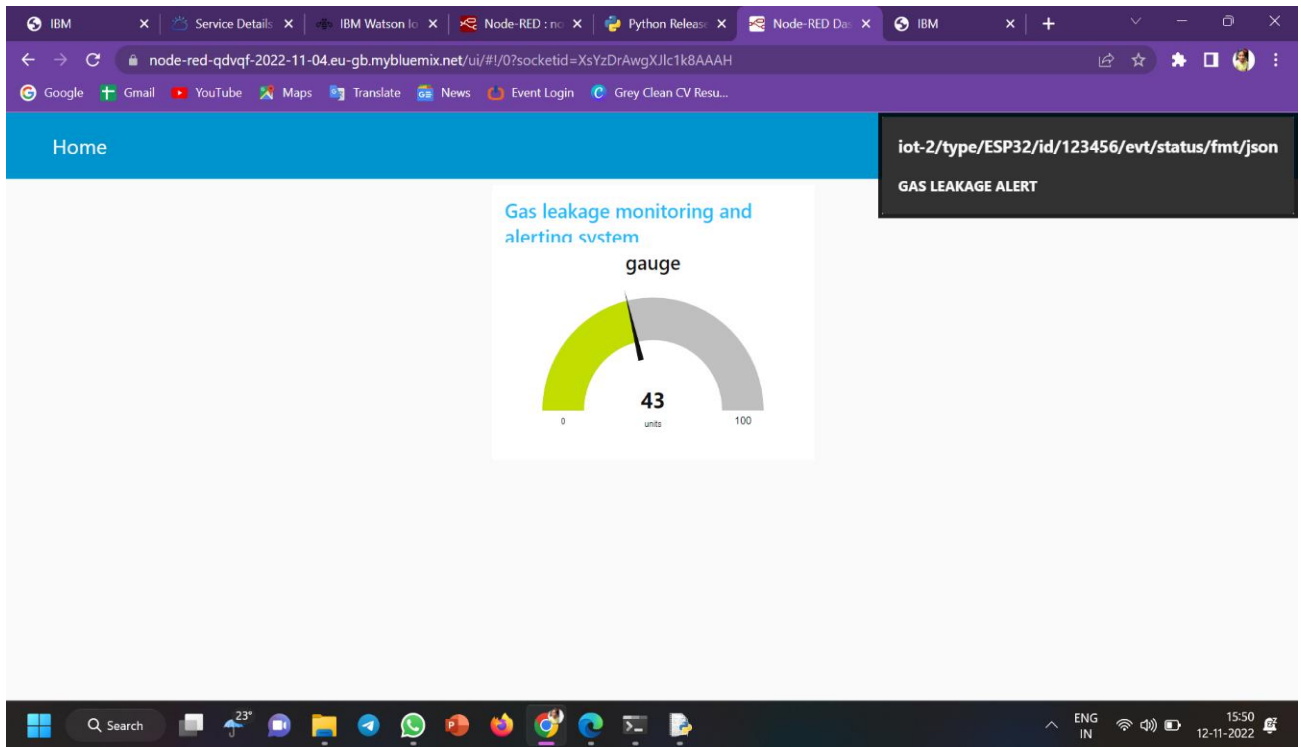 IBM
Service Details
IBM Watson Io
Node-RED : no
Python Release
Node-RED Das
IBM
node-red-qdvqf-2022-11-04.eu-gb.mybluemix.net/ui/#!/0?socketid=XsYzDrAwgXJlc1k8AAAH
Google
Gmail
YouTube
Maps
Translate
News
Event Login
Grey Clean CV Resu...
Home
iot-2/type/ESP32/id/123456/evt/status/fmt/json
GAS LEAKAGE ALERT
Gas leakage monitoring and
alerting system
gauge
43
0
units
100
Search
23°
ENG
IN
15:50
12-11-2022